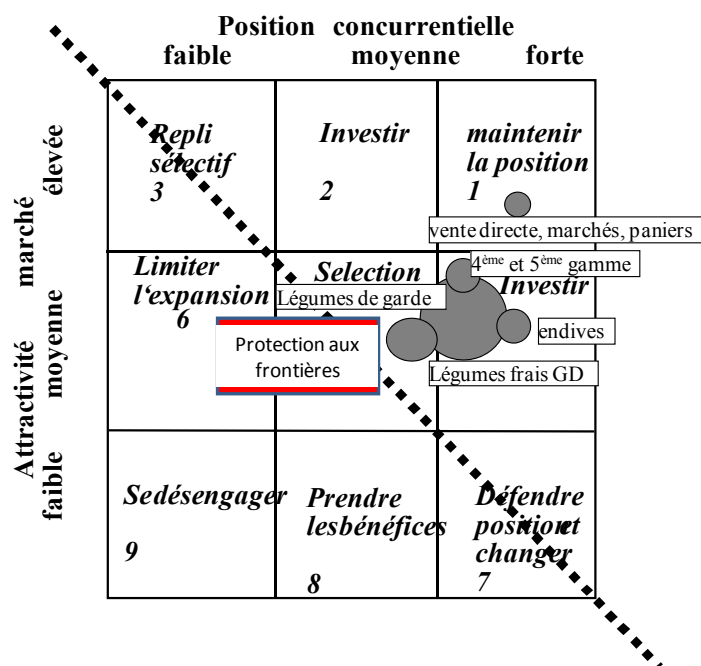 Position concurrentielle
faible moyenne forte
Attractivité marché
élevée
moyenne
faible
Repli
sélectif
3
Investir
2
maintenir
la position
1
vente directe, marchés, paniers
Limiter
l‘expansion
6
Selection
Légumes de garde
4ème et 5ème gamme
Investir
endives
Protection aux
frontières
Légumes frais GD
Sedésengager
9
Prendre
lesbénéfices
8
Défendre
positionet
changer
7